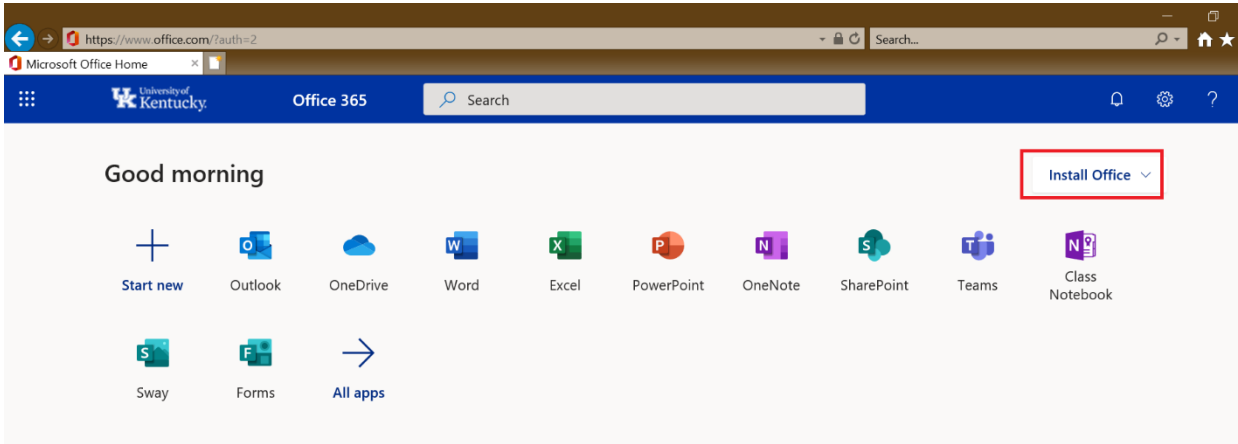 https://www.office.com/?auth=2
Search...
Microsoft Office Home
University of Kentucky.
Office 365
Search
?
Good morning
Install Office
Start new
Outlook
OneDrive
Word
Excel
PowerPoint
OneNote
SharePoint
Teams
Class
Notebook
Sway
Forms
All apps